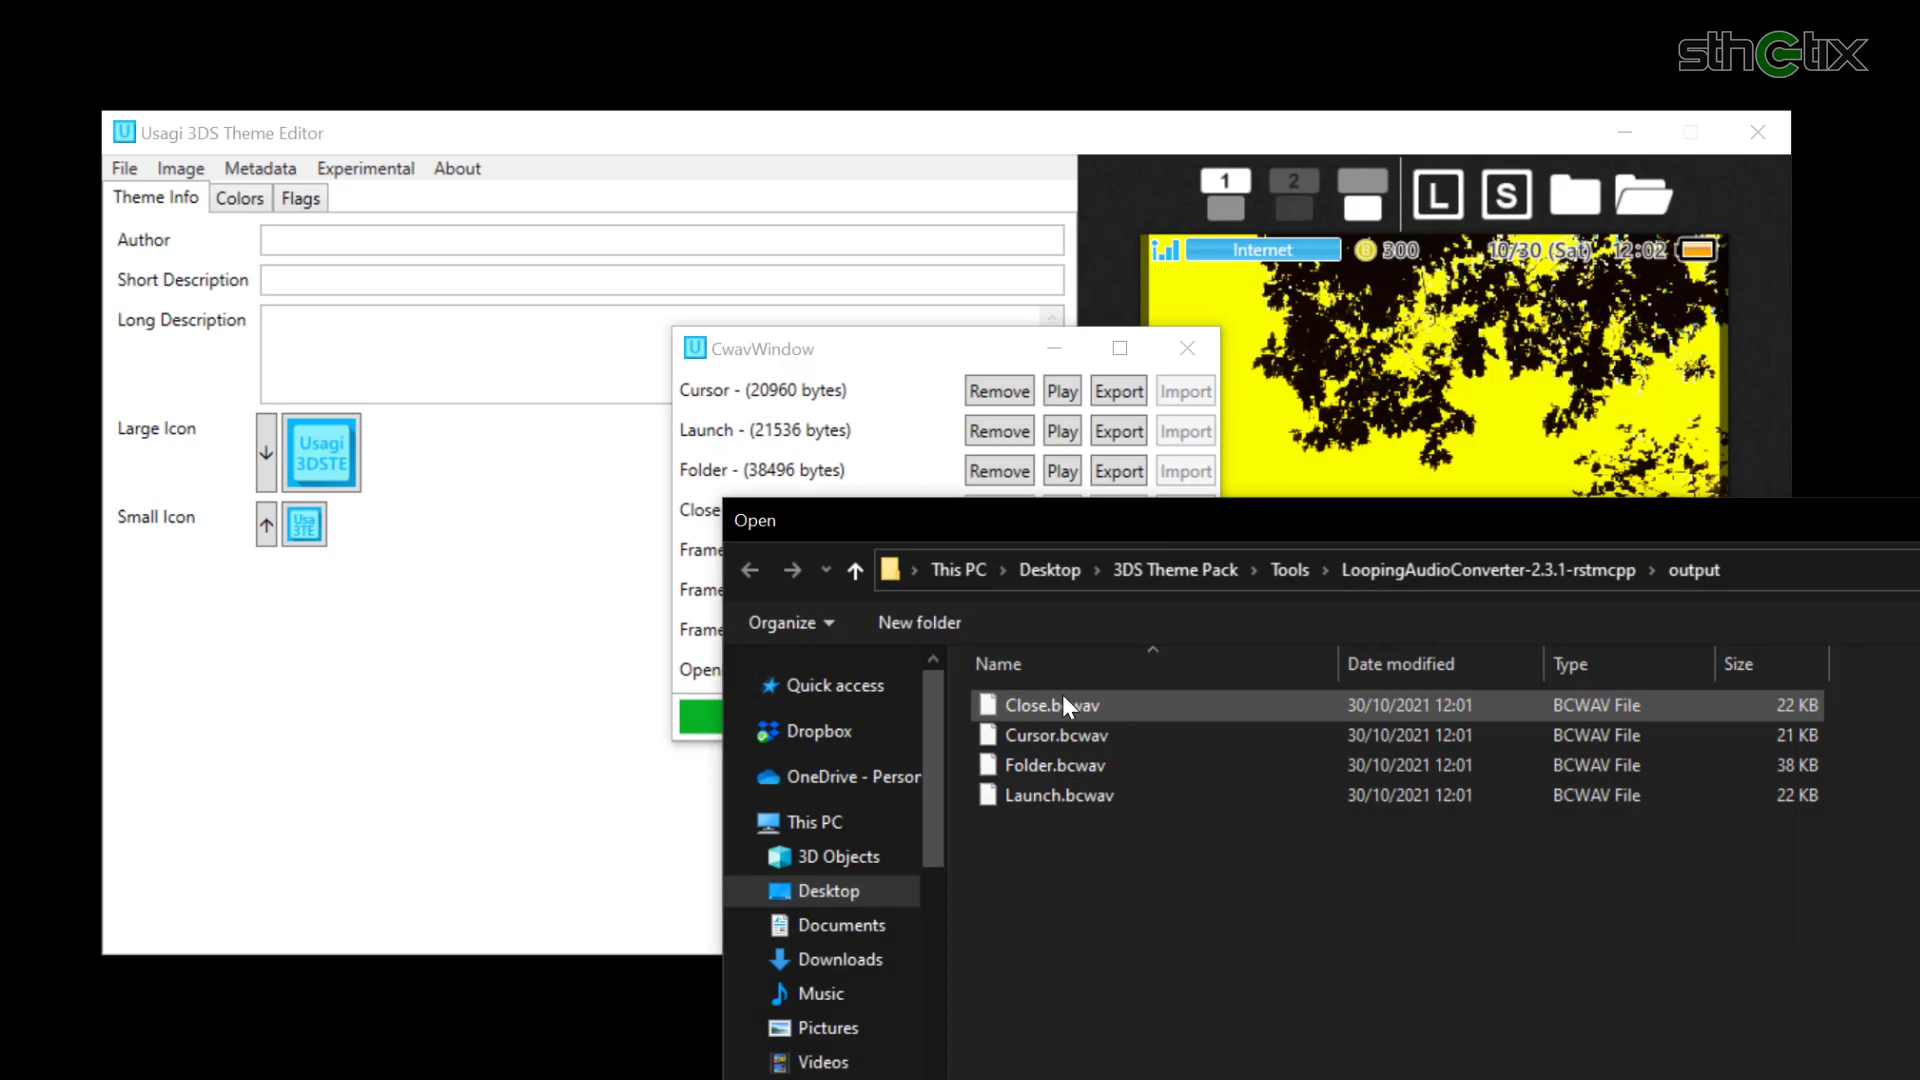 sthetix
U Usagi 3DS Theme Editor
File Image Metadata Experimental About
Theme Info Colors Flags
1 2 L S
Internet 300 10/30 (Sat) 12:02
Author
Short Description
Long Description
U CwavWindow
Cursor - (20960 bytes) Remove Play Export Import
Launch - (21536 bytes) Remove Play Export Import
Folder - (38496 bytes) Remove Play Export Import
Large Icon
Usagi
3DSTE
Small Icon
Usa
3TE
Close
Frame
Frame
Frame
Open
Open
This PC > Desktop > 3DS Theme Pack > Tools > LoopingAudioConverter-2.3.1-rstmcpp > output
Organize New folder
Name Date modified Type Size
Close.bcwav 30/10/2021 12:01 BCWAV File 22 KB
Cursor.bcwav 30/10/2021 12:01 BCWAV File 21 KB
Folder.bcwav 30/10/2021 12:01 BCWAV File 38 KB
Launch.bcwav 30/10/2021 12:01 BCWAV File 22 KB
Quick access
Dropbox
OneDrive - Person
This PC
3D Objects
Desktop
Documents
Downloads
Music
Pictures
Videos